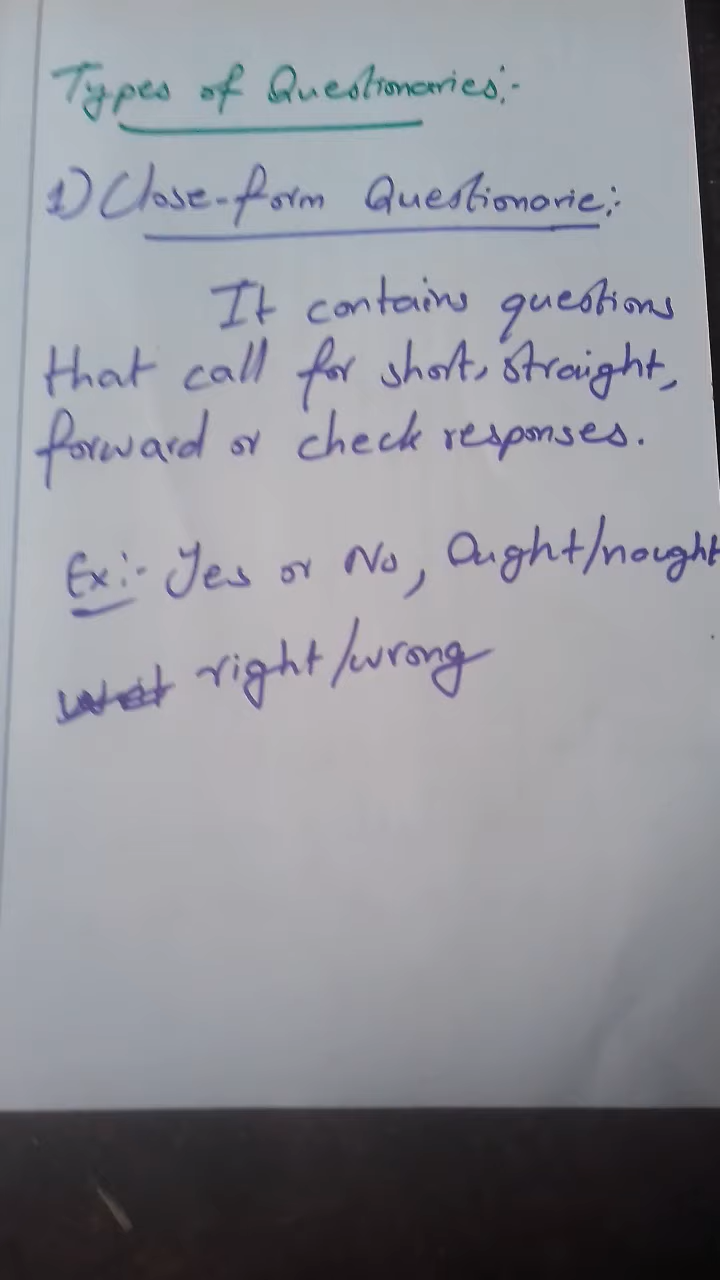 Types of Questionaries:-
1) Close-form Questionarie:-
It contains questions
that call for short, straight,
forward or check responses.
Ex:- Yes or No, Ought/nought
right/wrong